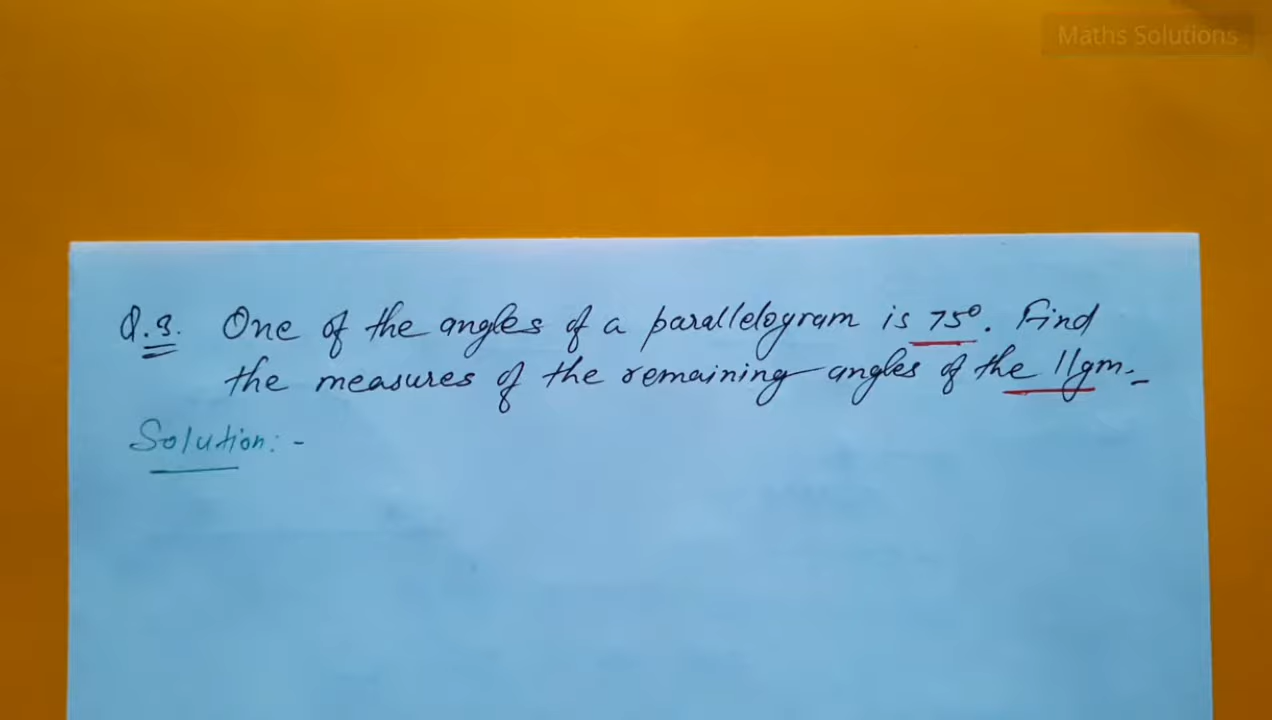 Maths Solutions
Q.3. One of the angles of a parallelogram is 75°. Find
the measures of the remaining angles of the ||gm.
Solution:-